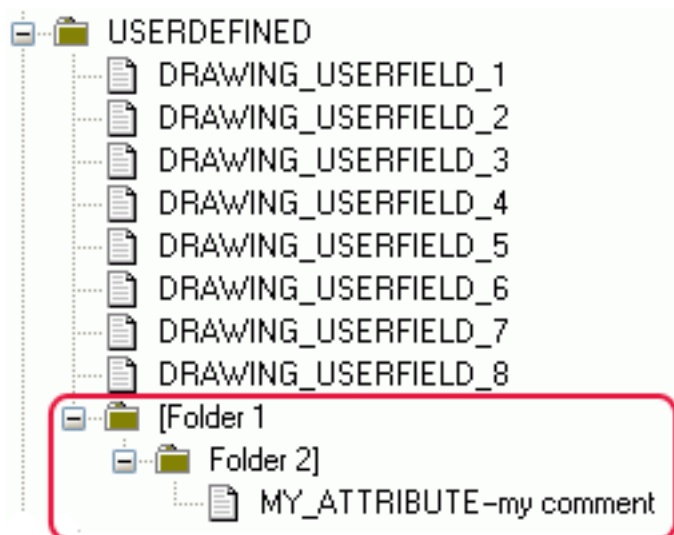 USERDEFINED
DRAWING_USERFIELD_1
DRAWING_USERFIELD_2
DRAWING_USERFIELD_3
DRAWING_USERFIELD_4
DRAWING_USERFIELD_5
DRAWING_USERFIELD_6
DRAWING_USERFIELD_7
DRAWING_USERFIELD_8
[Folder 1
Folder 2]
MY_ATTRIBUTE–my comment